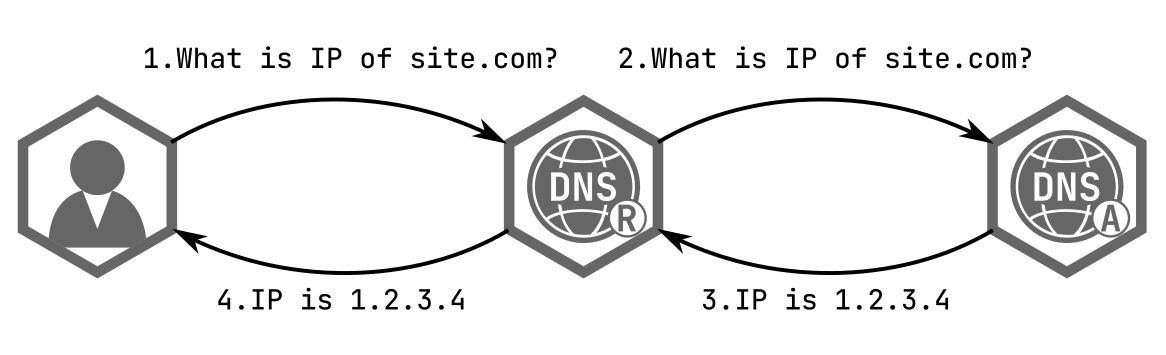 1.What is IP of site.com?
2.What is IP of site.com?
DNS
R
DNS
A
4.IP is 1.2.3.4
3.IP is 1.2.3.4